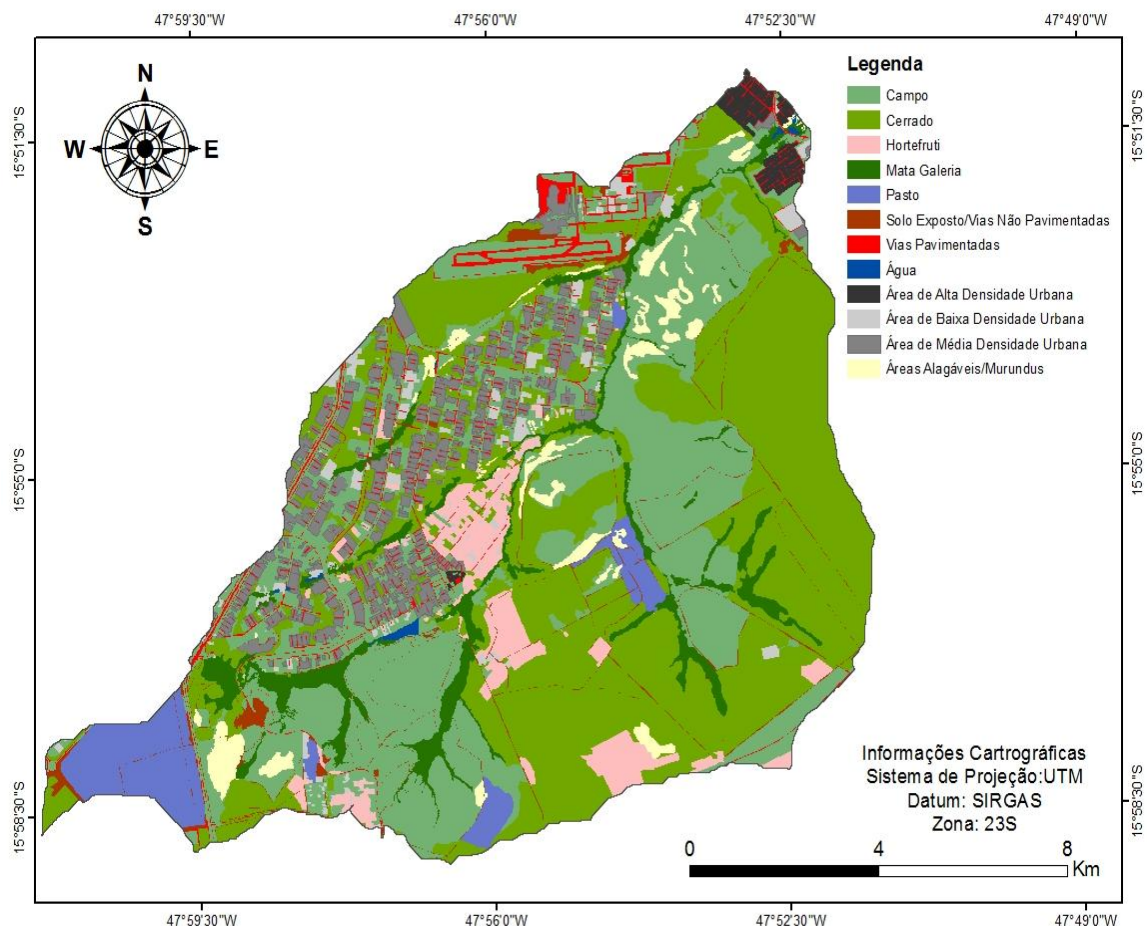 47°59'30"W
47°56'0"W
47°52'30"W
47°49'0"W
N
W
E
S
15°51'30"S
15°55'0"S
15°58'30"S
Legenda
Campo
Cerrado
Hortefruti
Mata Galeria
Pasto
Solo Exposto/Vias Não Pavimentadas
Vias Pavimentadas
Água
Área de Alta Densidade Urbana
Área de Baixa Densidade Urbana
Área de Média Densidade Urbana
Áreas Alagáveis/Murundus
15°51'30"S
15°55'0"S
15°58'30"S
Informações Cartográficas
Sistema de Projeção:UTM
Datum: SIRGAS
Zona: 23S
0 4 8
Km
47°59'30"W
47°56'0"W
47°52'30"W
47°49'0"W